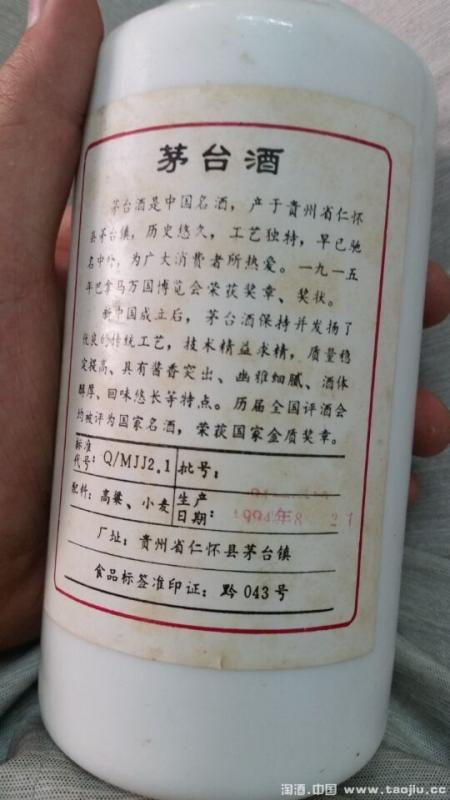 茅台酒
茅台酒是中国名酒，产于贵州省仁怀
县茅台镇，历史悠久，工艺独特，早已驰
名中外，为广大消费者所热爱。一九一五
年巴拿马万国博览会荣获奖章、奖状。
新中国成立后，茅台酒保持并发扬了
优良的传统工艺，技术精益求精，质量稳
定提高、具有酱香突出、幽雅细腻、酒体
醇厚、回味悠长等特点。历届全国评酒会
均被评为国家名酒，荣获国家金质奖章。
标准代号：Q/MJJ2.1 批号：
配料：高粱、小麦 生产日期：1994年8 21
厂址：贵州省仁怀县茅台镇
食品标签准印证：黔043号
淘酒.中国 www.taojiu.cc